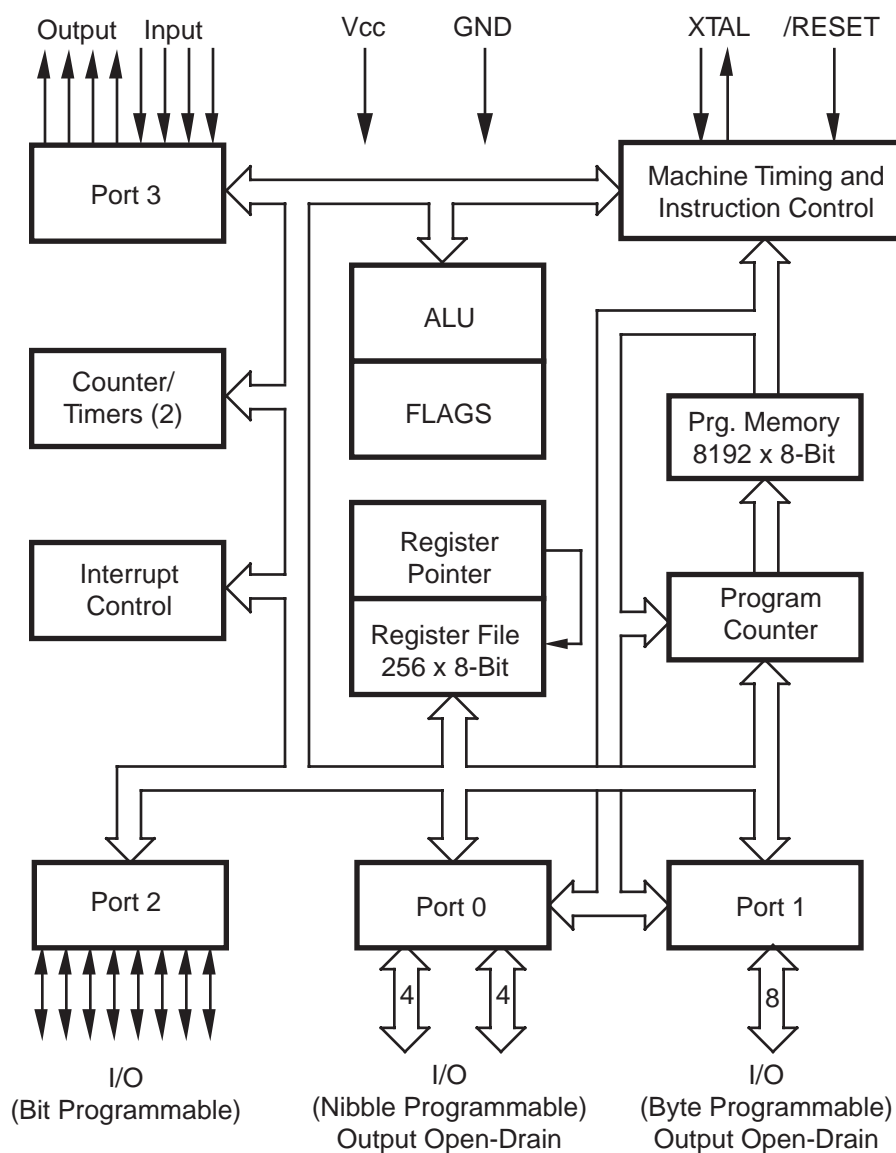 Output Input Vcc GND XTAL /RESET
Port 3
Machine Timing and
Instruction Control
ALU
Counter/
Timers (2)
FLAGS
Prg. Memory
8192 x 8-Bit
Register
Pointer
Interrupt
Control
Program
Counter
Register File
256 x 8-Bit
Port 2
Port 0
Port 1
4 4 8
I/O
(Bit Programmable)
I/O
(Nibble Programmable)
Output Open-Drain
I/O
(Byte Programmable)
Output Open-Drain